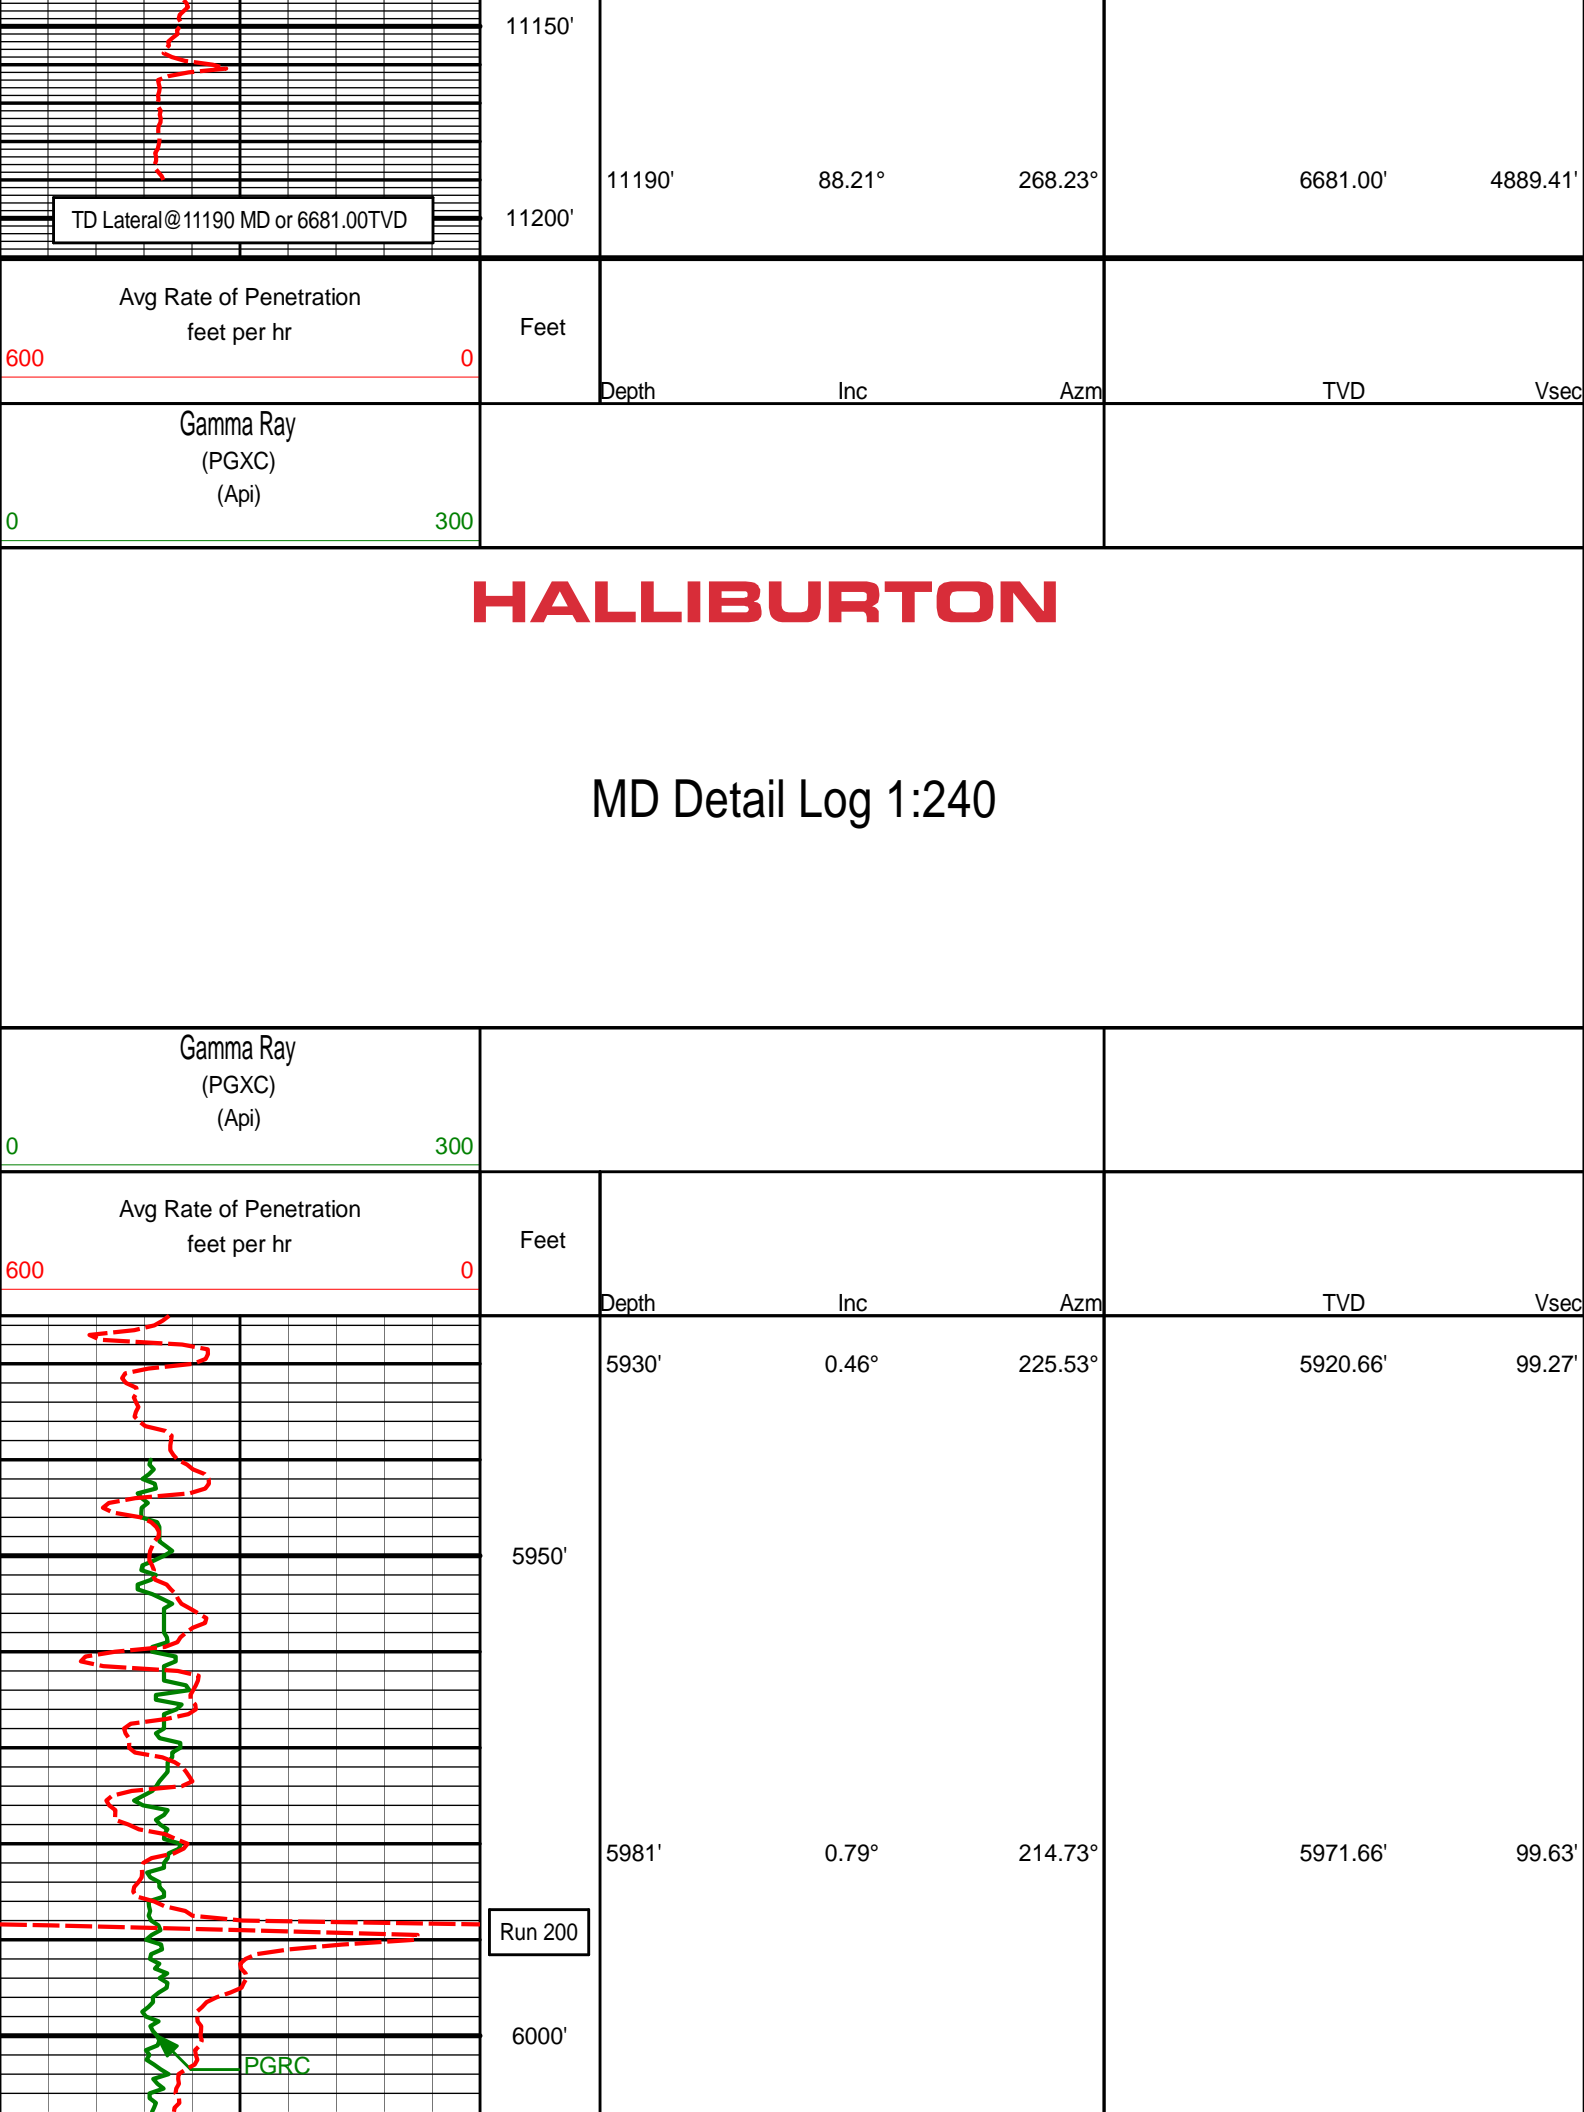 11150'
11190' 88.21° 268.23° 6681.00' 4889.41'
TD Lateral@11190 MD or 6681.00TVD
11200'
Avg Rate of Penetration
feet per hr
Feet
600 0
Depth Inc Azm TVD Vsec
Gamma Ray
(PGXC)
(Api)
0 300
HALLIBURTON
MD Detail Log 1:240
Gamma Ray
(PGXC)
(Api)
0 300
Avg Rate of Penetration
feet per hr
Feet
600 0
Depth Inc Azm TVD Vsec
5930' 0.46° 225.53° 5920.66' 99.27'
5950'
5981' 0.79° 214.73° 5971.66' 99.63'
Run 200
6000'
PGRC